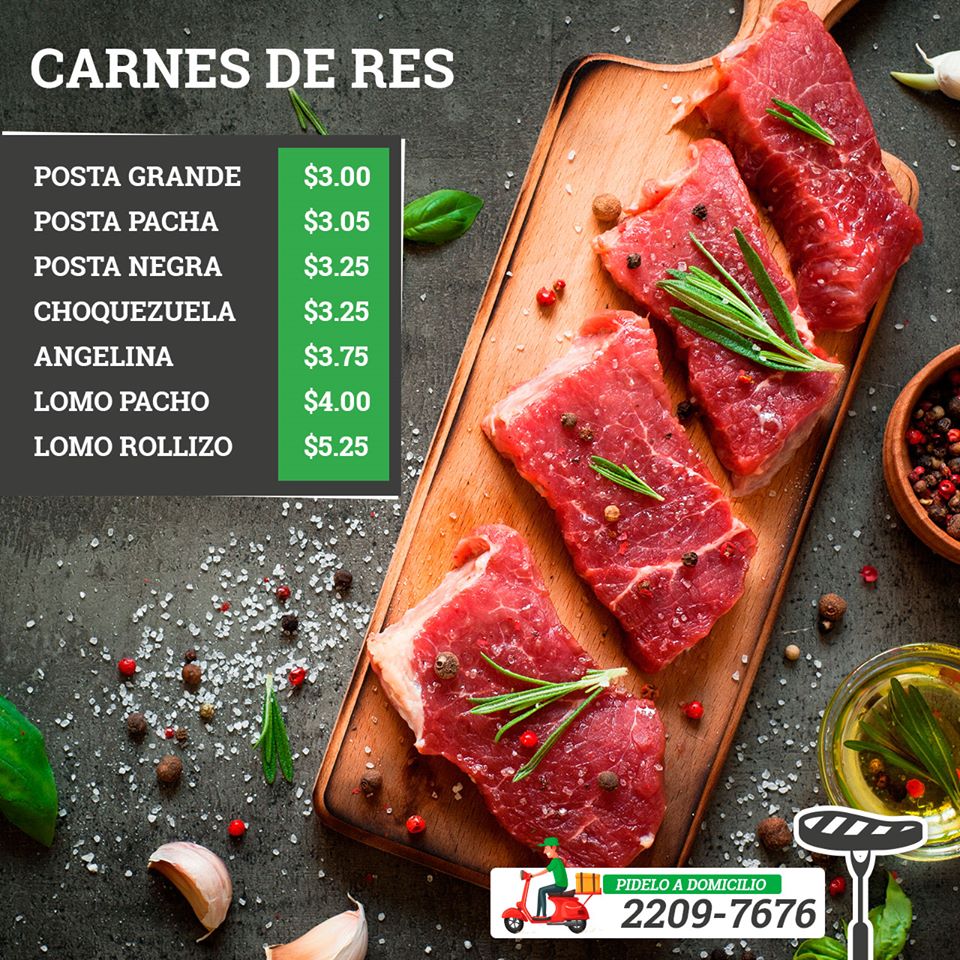 CARNES DE RES
POSTA GRANDE $3.00
POSTA PACHA $3.05
POSTA NEGRA $3.25
CHOQUEZUELA $3.25
ANGELINA $3.75
LOMO PACHO $4.00
LOMO ROLLIZO $5.25
PIDELO A DOMICILIO
2209-7676